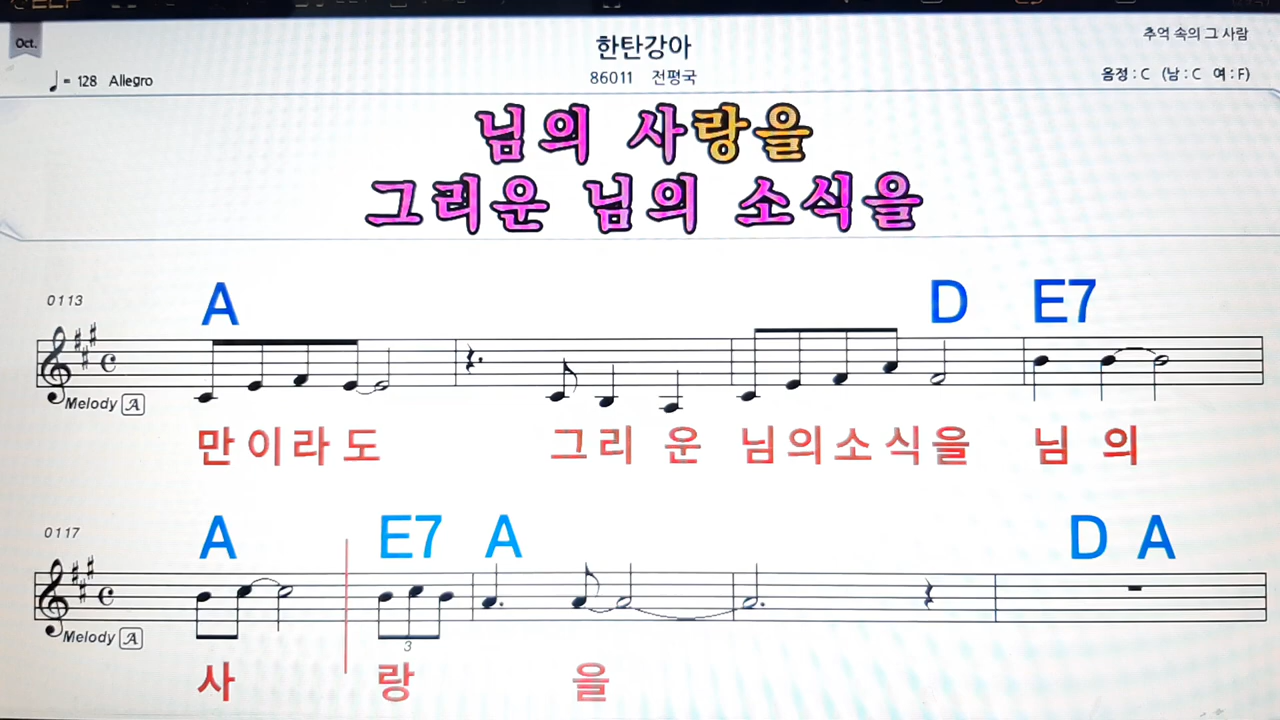 Oct.
한탄강아
추억 속의 그 사람
♩= 128 Allegro
86011 전평국
음정 : C (남 : C 여 : F)
님의 사랑을
그리운 님의 소식을
0113
A D E7
Melody A
만이라도 그리 운 님의소식을 님 의
0117
A E7 A D A
Melody A
3
사 랑 을